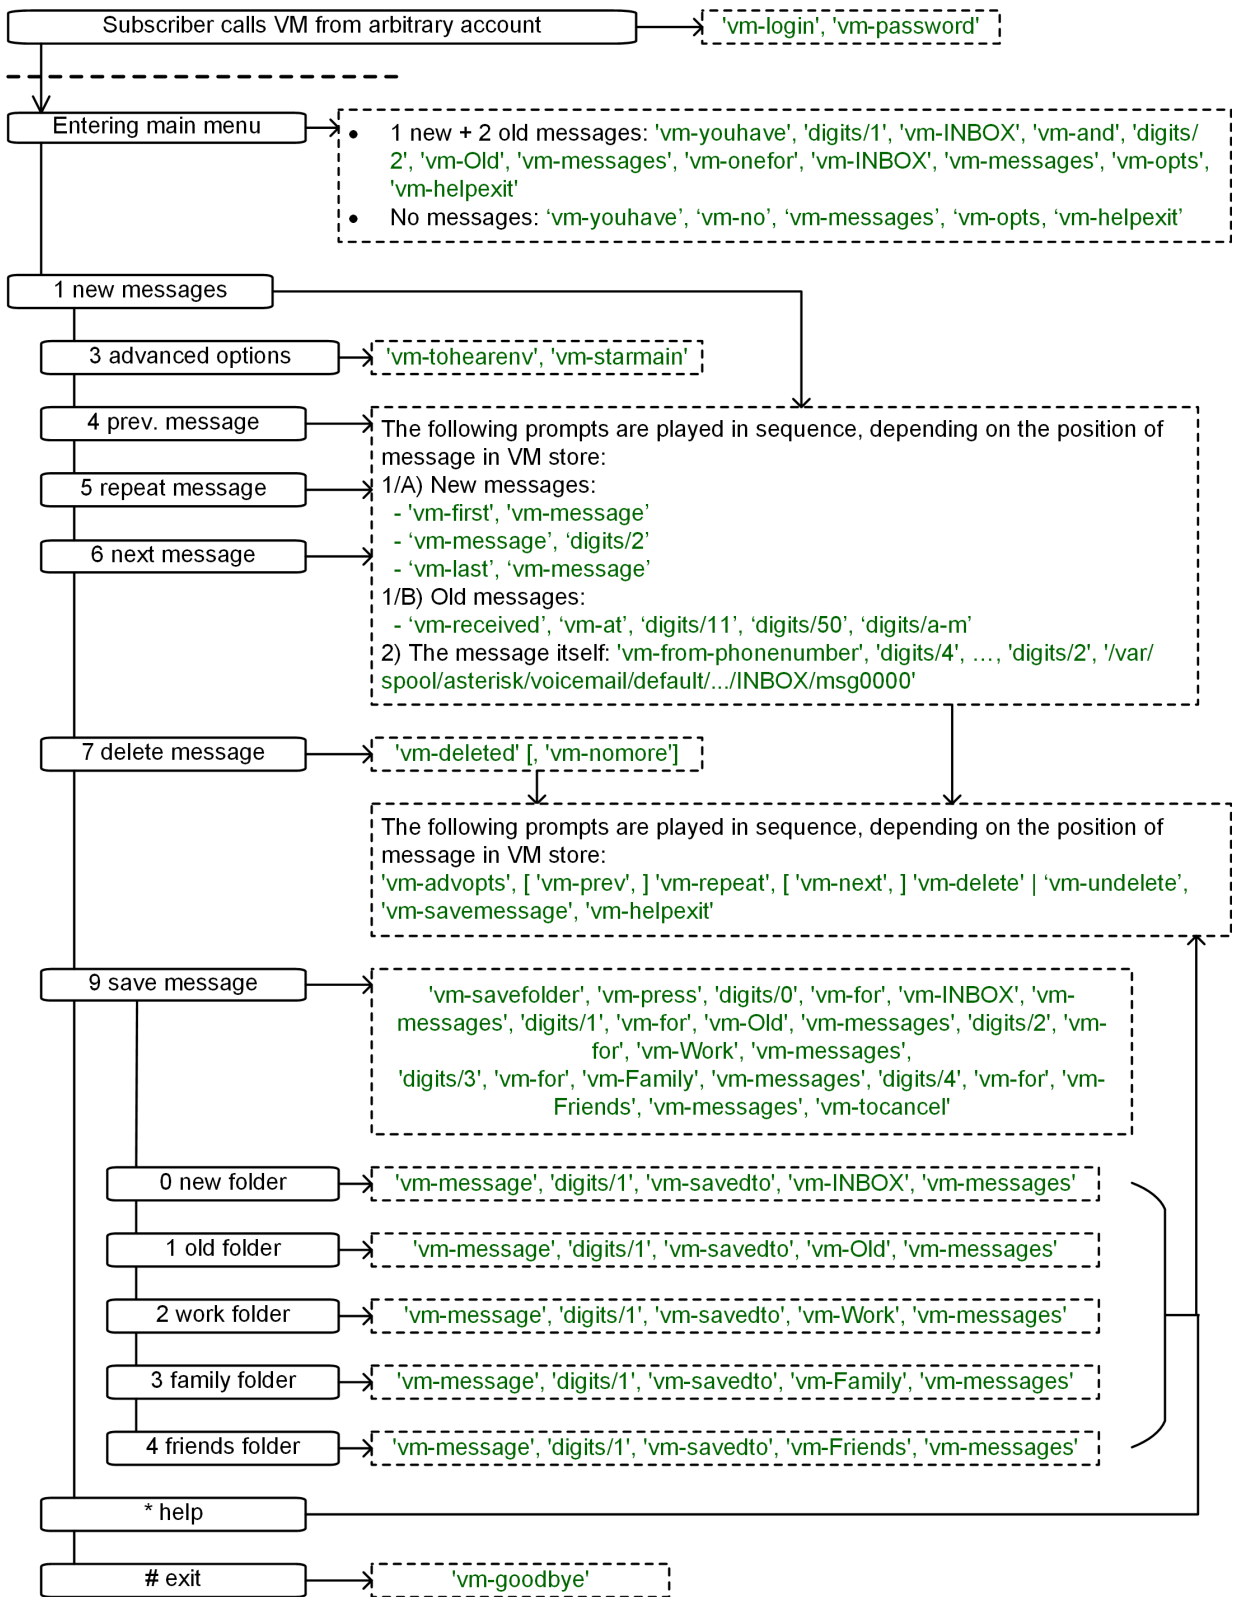 Subscriber calls VM from arbitrary account
'vm-login', 'vm-password'
Entering main menu
• 1 new + 2 old messages: 'vm-youhave', 'digits/1', 'vm-INBOX', 'vm-and', 'digits/
2', 'vm-Old', 'vm-messages', 'vm-onefor', 'vm-INBOX', 'vm-messages', 'vm-opts',
'vm-helpexit'
• No messages: ‘vm-youhave’, ‘vm-no’, ‘vm-messages’, ‘vm-opts, ‘vm-helpexit’
1 new messages
3 advanced options
'vm-tohearenv', 'vm-starmain'
4 prev. message
5 repeat message
6 next message
The following prompts are played in sequence, depending on the position of
message in VM store:
1/A) New messages:
- 'vm-first', 'vm-message’
- ‘vm-message’, ‘digits/2’
- ‘vm-last’, ‘vm-message’
1/B) Old messages:
- ‘vm-received’, ‘vm-at’, ‘digits/11’, ‘digits/50’, ‘digits/a-m’
2) The message itself: 'vm-from-phonenumber', 'digits/4', …, 'digits/2', '/var/
spool/asterisk/voicemail/default/.../INBOX/msg0000'
7 delete message
'vm-deleted' [, 'vm-nomore']
The following prompts are played in sequence, depending on the position of
message in VM store:
'vm-advopts', [ 'vm-prev', ] 'vm-repeat', [ 'vm-next', ] 'vm-delete' | ‘vm-undelete’,
'vm-savemessage', 'vm-helpexit'
9 save message
'vm-savefolder', 'vm-press', 'digits/0', 'vm-for', 'vm-INBOX', 'vm-
messages', 'digits/1', 'vm-for', 'vm-Old', 'vm-messages', 'digits/2', 'vm-
for', 'vm-Work', 'vm-messages',
'digits/3', 'vm-for', 'vm-Family', 'vm-messages', 'digits/4', 'vm-for', 'vm-
Friends', 'vm-messages', 'vm-tocancel'
0 new folder
'vm-message', 'digits/1', 'vm-savedto', 'vm-INBOX', 'vm-messages'
1 old folder
'vm-message', 'digits/1', 'vm-savedto', 'vm-Old', 'vm-messages'
2 work folder
'vm-message', 'digits/1', 'vm-savedto', 'vm-Work', 'vm-messages'
3 family folder
'vm-message', 'digits/1', 'vm-savedto', 'vm-Family', 'vm-messages'
4 friends folder
'vm-message', 'digits/1', 'vm-savedto', 'vm-Friends', 'vm-messages'
* help
# exit
'vm-goodbye'